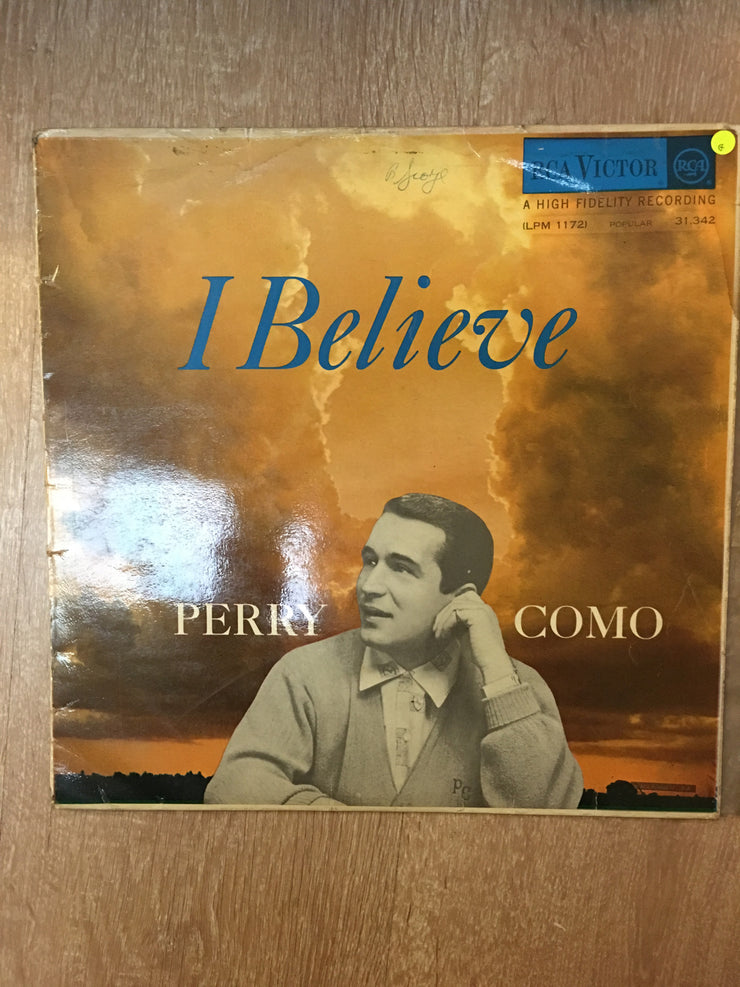 RCA VICTOR RCA
A HIGH FIDELITY RECORDING
(LPM 1172) POPULAR 31.342
I Believe
PERRY COMO
PC